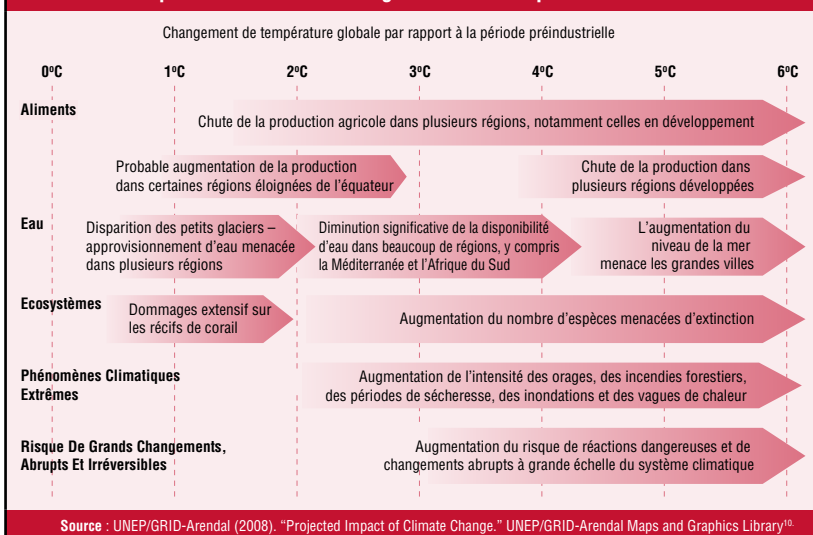 Changement de température globale par rapport à la période préindustrielle
0ºC 1ºC 2ºC 3ºC 4ºC 5ºC 6ºC
Aliments
Chute de la production agricole dans plusieurs régions, notamment celles en développement
Probable augmentation de la production
dans certaines régions éloignées de l'équateur
Chute de la production dans
plusieurs régions développées
Eau
Disparition des petits glaciers –
approvisionnement d'eau menacée
dans plusieurs régions
Diminution significative de la disponibilité
d'eau dans beaucoup de régions, y compris
la Méditerranée et l'Afrique du Sud
L'augmentation du
niveau de la mer
menace les grandes villes
Ecosystèmes
Dommages extensif sur
les récifs de corail
Augmentation du nombre d'espèces menacées d'extinction
Phénomènes Climatiques
Extrêmes
Augmentation de l'intensité des orages, des incendies forestiers,
des périodes de sécheresse, des inondations et des vagues de chaleur
Risque De Grands Changements,
Abrupts Et Irréversibles
Augmentation du risque de réactions dangereuses et de
changements abrupts à grande échelle du système climatique
Source : UNEP/GRID-Arendal (2008). "Projected Impact of Climate Change." UNEP/GRID-Arendal Maps and Graphics Library10.